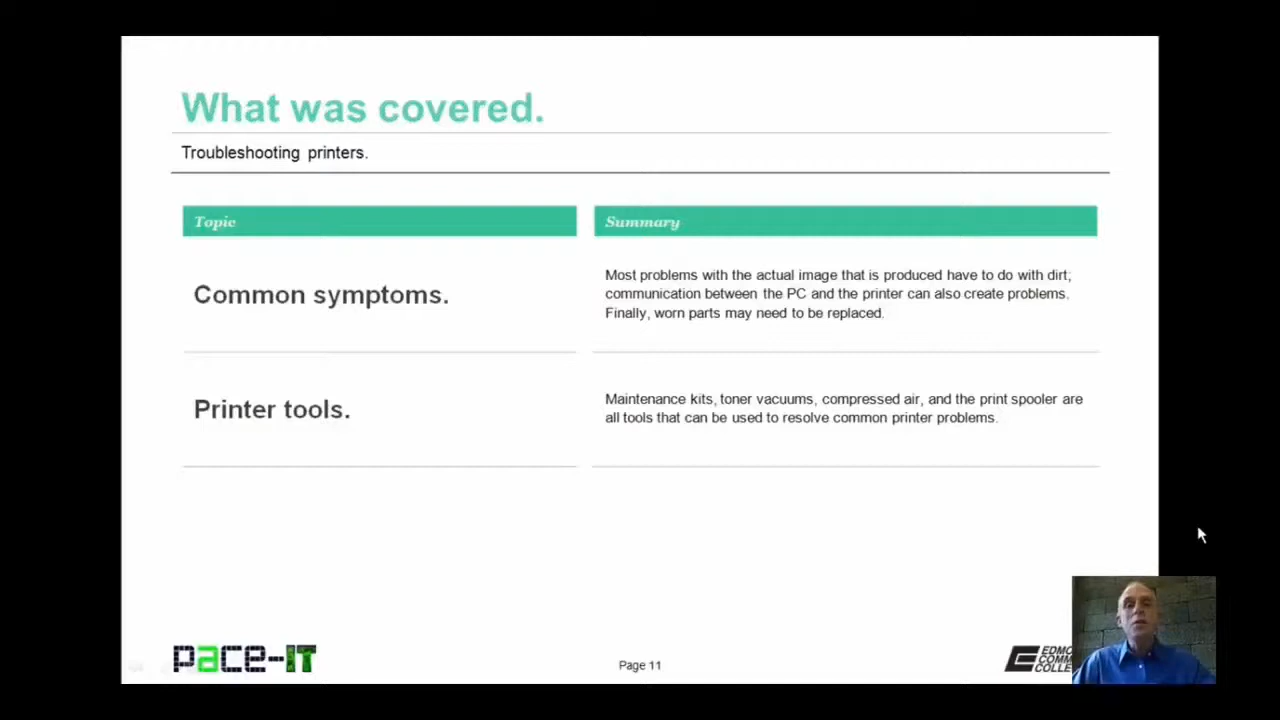 What was covered.
Troubleshooting printers.
Topic
Summary
Common symptoms.
Most problems with the actual image that is produced have to do with dirt;
communication between the PC and the printer can also create problems.
Finally, worn parts may need to be replaced.
Printer tools.
Maintenance kits, toner vacuums, compressed air, and the print spooler are
all tools that can be used to resolve common printer problems.
pace-IT
Page 11